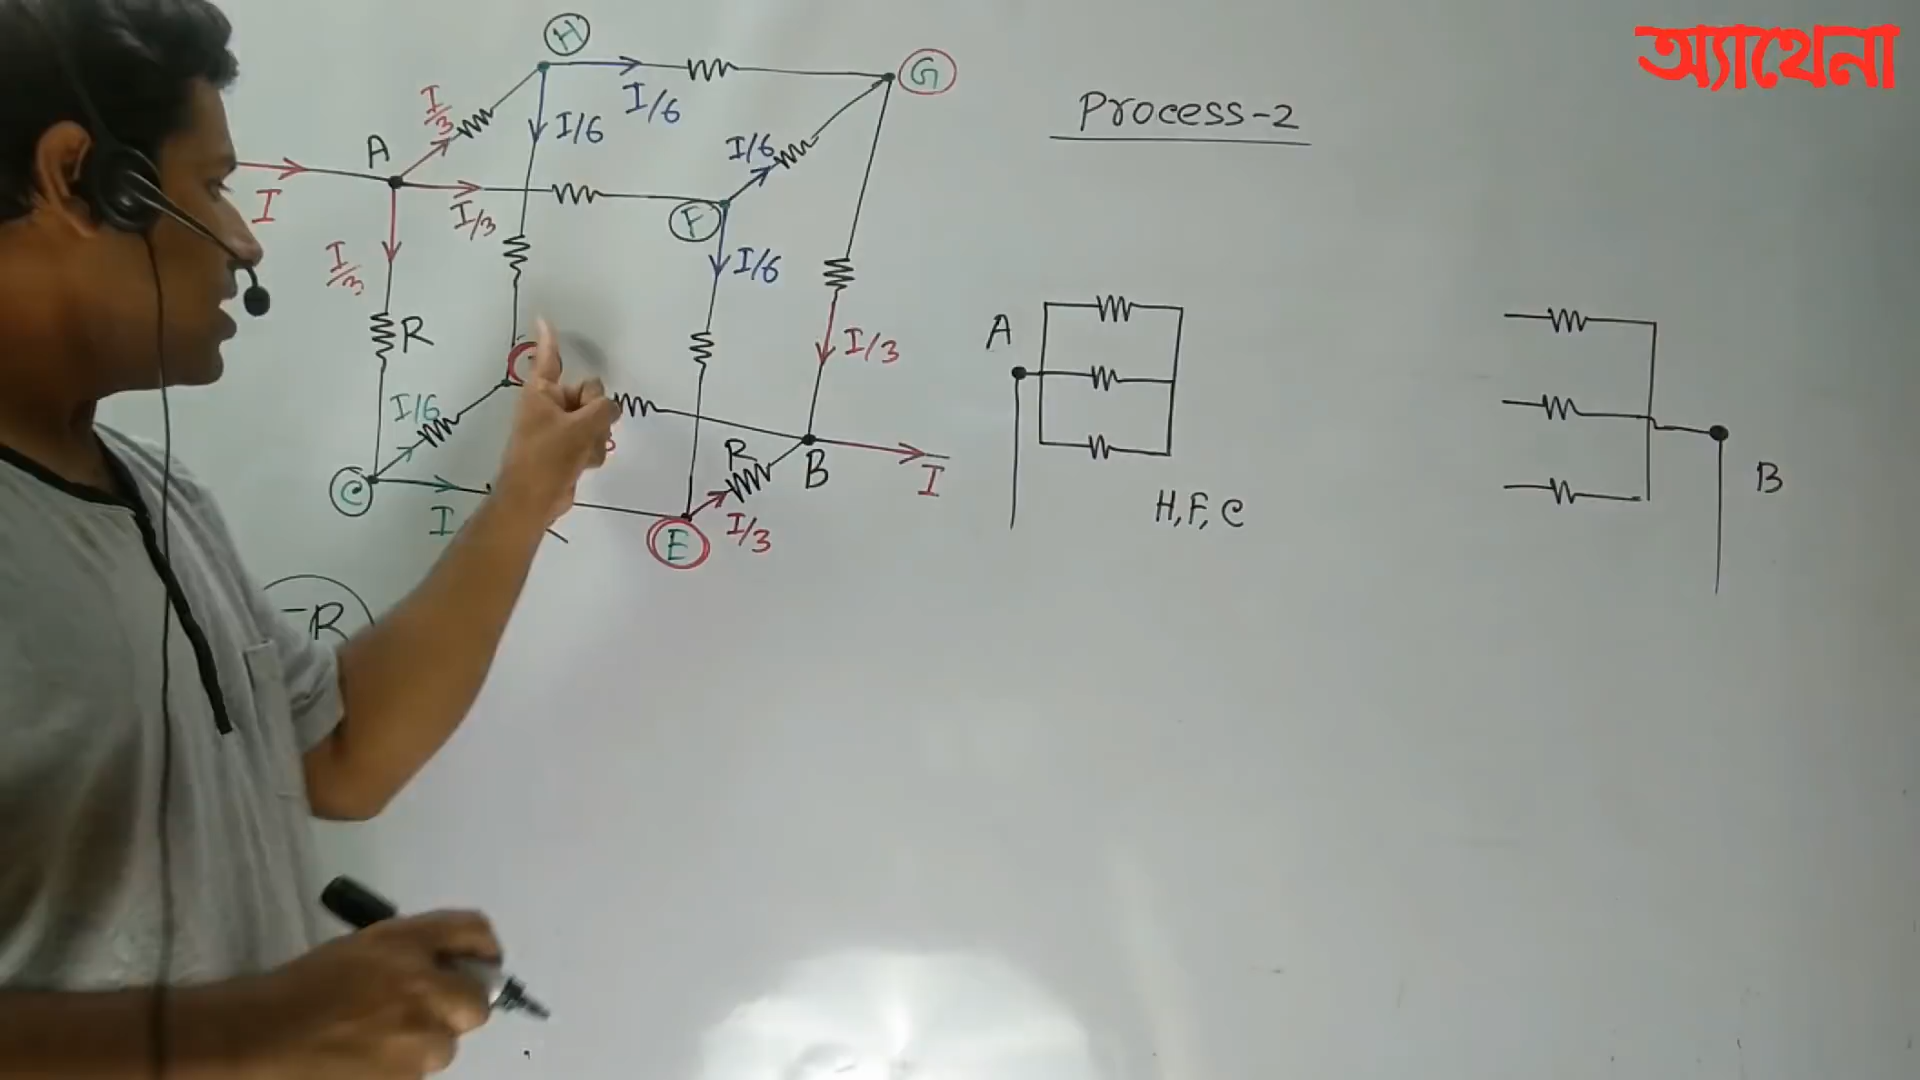 অ্যাথেনা
Process-2
H
I/6
G
I/3
I/6
I/6
A
I
I/3
F
I/3
I/6
R
I/3
I/6
R
B
I
C
I
E
I/3
R
A
H, F, C
B